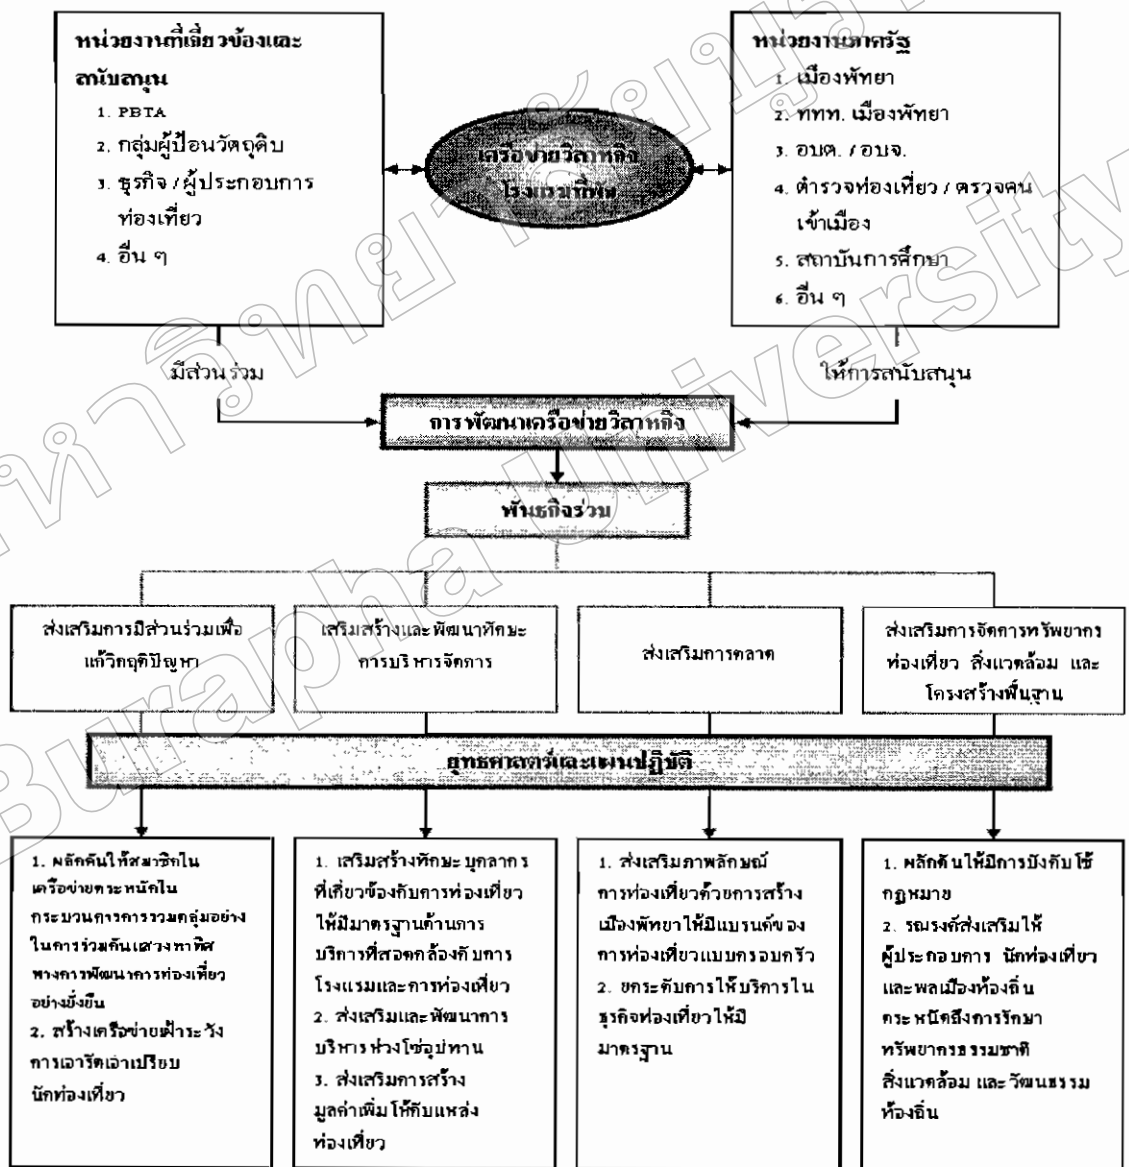 หน่วยงานที่เกี่ยวข้องและ
สนับสนุน
1. PBTA
2. กลุ่มผู้ป้อนวัตถุดิบ
3. ธุรกิจ / ผู้ประกอบการ
ท่องเที่ยว
4. อื่น ๆ
เครือข่ายวิสาหกิจ
โรงแรมที่พัก
หน่วยงานภาครัฐ
1. เมืองพัทยา
2. ททท. เมืองพัทยา
3. อบต. / อบจ.
4. ตำรวจท่องเที่ยว / ตรวจคน
เข้าเมือง
5. สถาบันการศึกษา
6. อื่น ๆ
มีส่วนร่วม
ให้การสนับสนุน
การพัฒนาเครือข่ายวิสาหกิจ
พันธกิจร่วม
ส่งเสริมการมีส่วนร่วมเพื่อ
แก้วิกฤติปัญหา
เสริมสร้างและพัฒนาทักษะ
การบริหารจัดการ
ส่งเสริมการตลาด
ส่งเสริมการจัดการทรัพยากร
ท่องเที่ยว สิ่งแวดล้อม และ
โครงสร้างพื้นฐาน
ยุทธศาสตร์และแผนปฏิบัติ
1. ผลักดันให้สมาชิกใน
เครือข่ายตระหนักใน
กระบวนการการรวมกลุ่มอย่าง
ในการร่วมกันแสวงหาทิศ
ทางการพัฒนาการท่องเที่ยว
อย่างยั่งยืน
2. สร้างเครือข่ายเฝ้าระวัง
การเอารัดเอาเปรียบ
นักท่องเที่ยว
1. เสริมสร้างทักษะบุคลากร
ที่เกี่ยวข้องกับการท่องเที่ยว
ให้มีมาตรฐานด้านการ
บริการที่สอดคล้องกับการ
โรงแรมและการท่องเที่ยว
2. ส่งเสริมและพัฒนาการ
บริหารห่วงโซ่อุปทาน
3. ส่งเสริมการสร้าง
มูลค่าเพิ่มให้กับแหล่ง
ท่องเที่ยว
1. ส่งเสริมภาพลักษณ์
การท่องเที่ยวด้วยการสร้าง
เมืองพัทยาให้มีแบรนด์ของ
การท่องเที่ยวแบบครอบครัว
2. ยกระดับการให้บริการใน
ธุรกิจท่องเที่ยวให้มี
มาตรฐาน
1. ผลักดันให้มีการบังคับใช้
กฎหมาย
2. รณรงค์ส่งเสริมให้
ผู้ประกอบการ นักท่องเที่ยว
และพลเมืองท้องถิ่น
ตระหนักถึงการรักษา
ทรัพยากรธรรมชาติ
สิ่งแวดล้อม และวัฒนธรรม
ท้องถิ่น
Burapha University